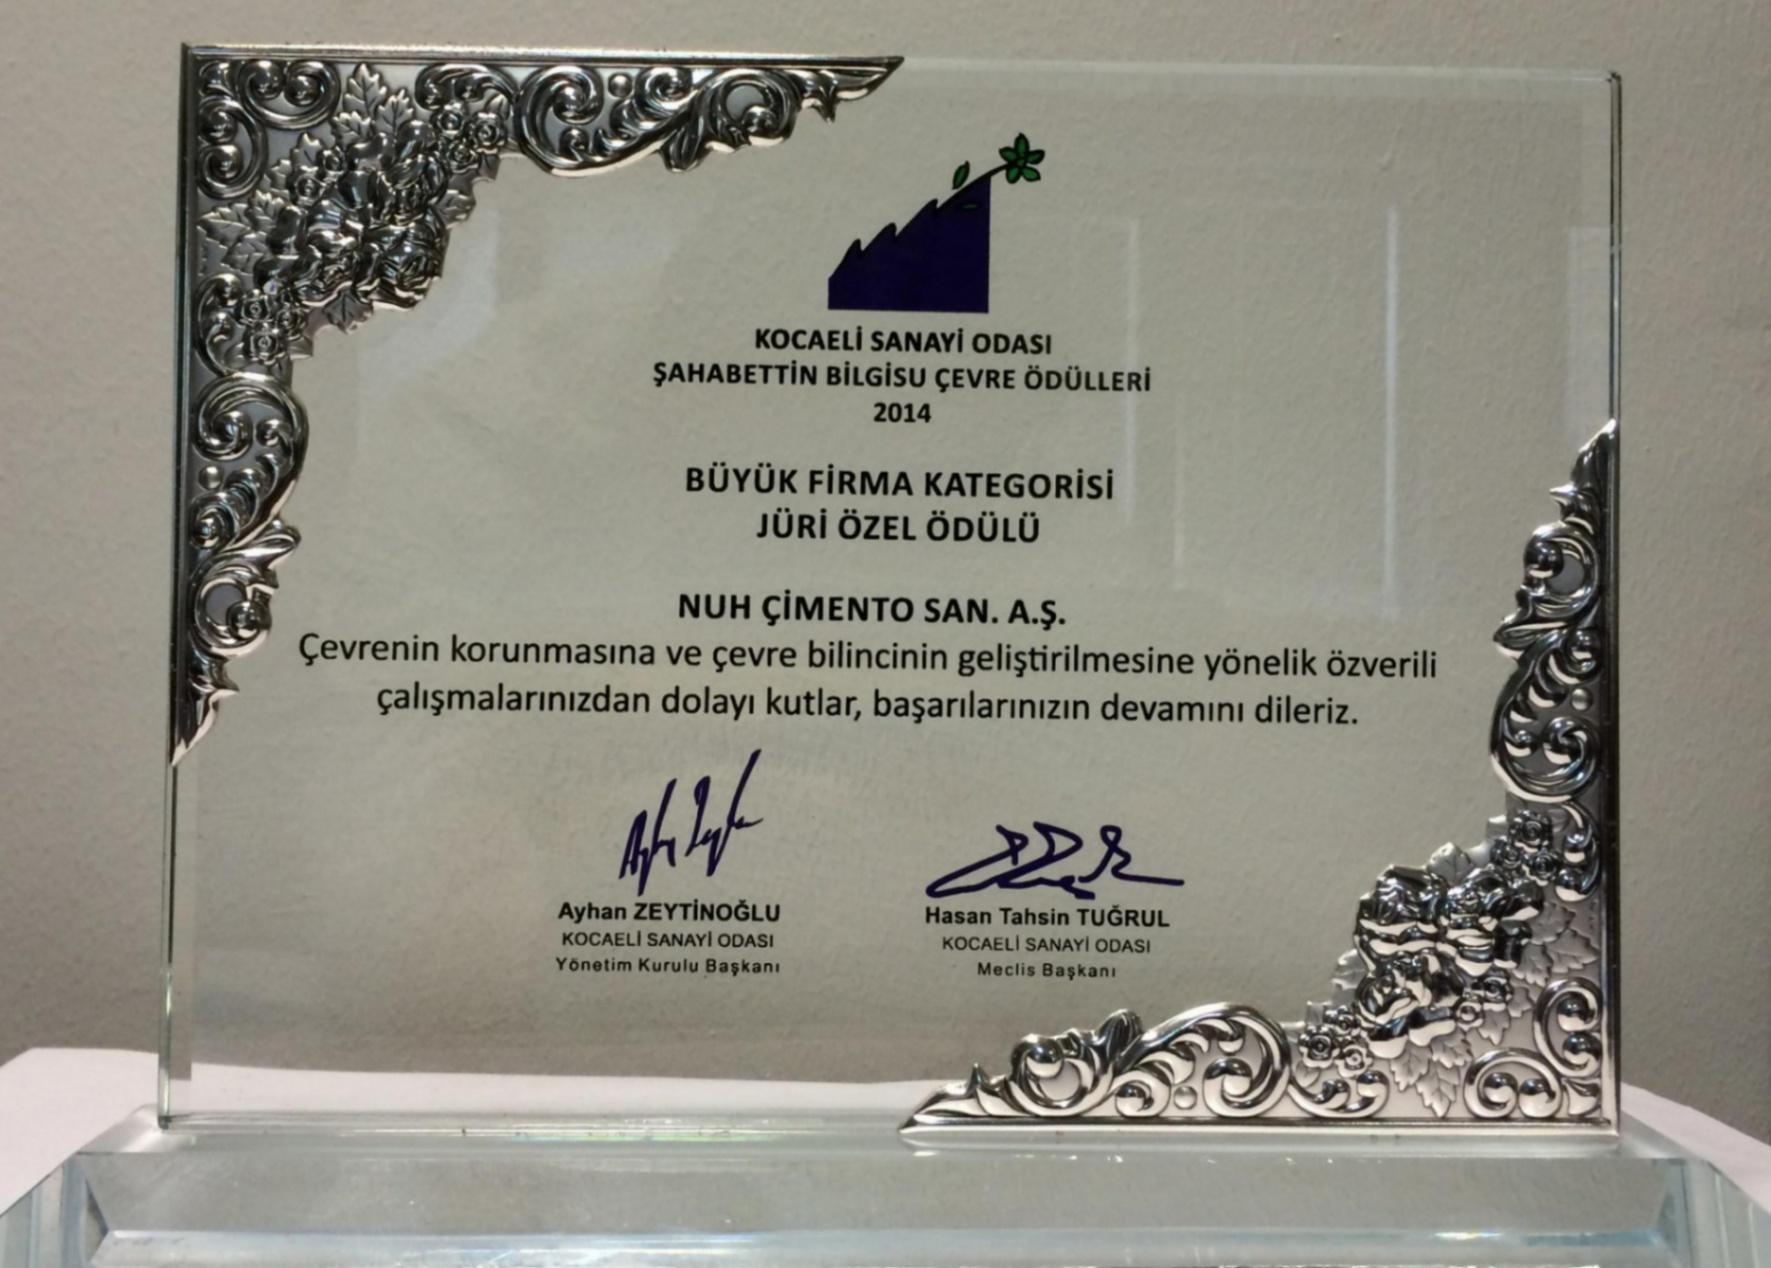 KOCAELİ SANAYİ ODASI
ŞAHABETTİN BİLGİSU ÇEVRE ÖDÜLLERİ
2014
BÜYÜK FİRMA KATEGORİSİ
JÜRİ ÖZEL ÖDÜLÜ
NUH ÇİMENTO SAN. A.Ş.
Çevrenin korunmasına ve çevre bilincinin geliştirilmesine yönelik özverili
çalışmalarınızdan dolayı kutlar, başarılarınızın devamını dileriz.
Ayhan ZEYTİNOĞLU
KOCAELİ SANAYİ ODASI
Yönetim Kurulu Başkanı
Hasan Tahsin TUĞRUL
KOCAELİ SANAYİ ODASI
Meclis Başkanı